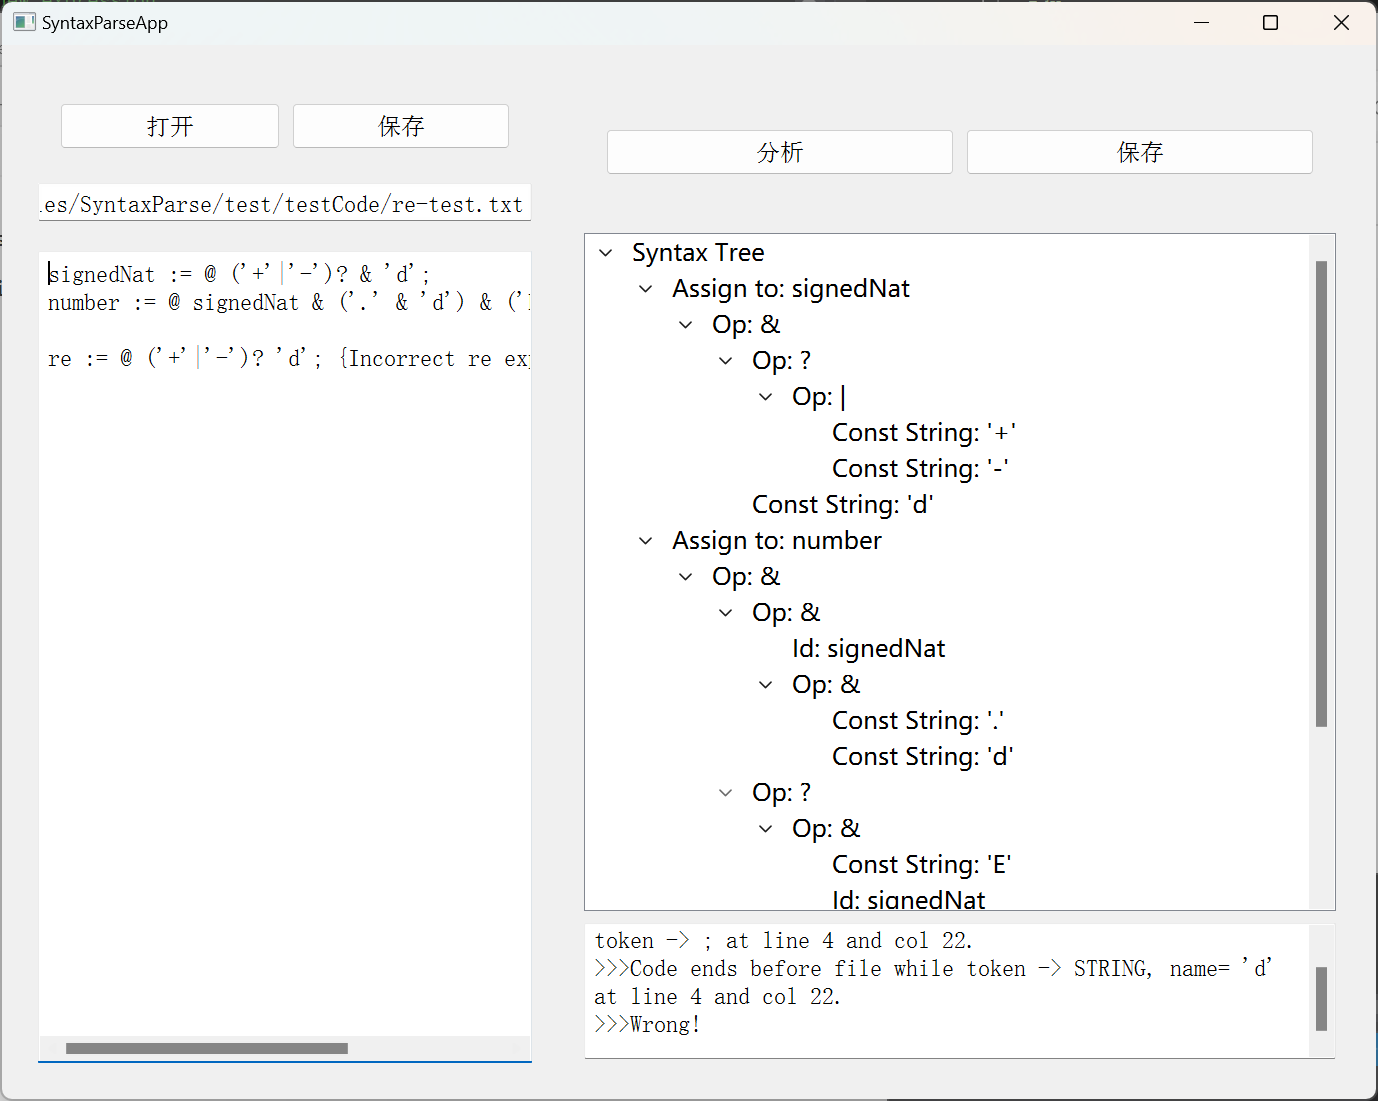 SyntaxParseApp
打开
保存
分析
保存
es/SyntaxParse/test/testCode/re-test.txt
signedNat := @ ('+'|'-')? & 'd';
number := @ signedNat & ('.' & 'd') & ('
re := @ ('+'|'-')? 'd'; {Incorrect re ex
Syntax Tree
Assign to: signedNat
Op: &
Op: ?
Op: |
Const String: '+'
Const String: '-'
Const String: 'd'
Assign to: number
Op: &
Op: &
Id: signedNat
Op: &
Const String: '.'
Const String: 'd'
Op: ?
Op: &
Const String: 'E'
Id: signedNat
token -> ; at line 4 and col 22.
>>>Code ends before file while token -> STRING, name= 'd'
at line 4 and col 22.
>>>Wrong!